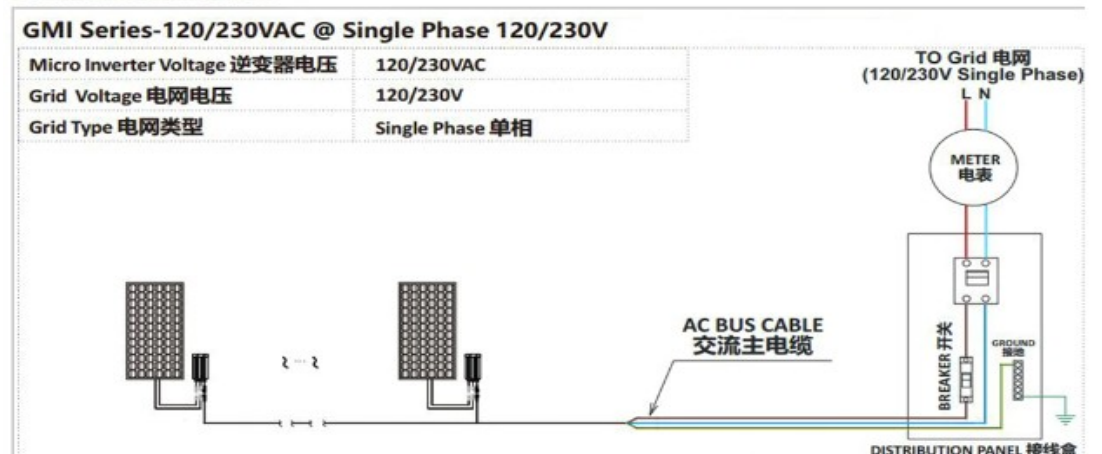 GMI Series-120/230VAC @ Single Phase 120/230V
Micro Inverter Voltage 逆变器电压 120/230VAC
Grid Voltage 电网电压 120/230V
Grid Type 电网类型 Single Phase 单相
TO Grid 电网
(120/230V Single Phase)
L N
METER
电表
AC BUS CABLE
交流主电缆
BREAKER 开关
GROUND
接地
DISTRIBUTION PANEL 接线盒